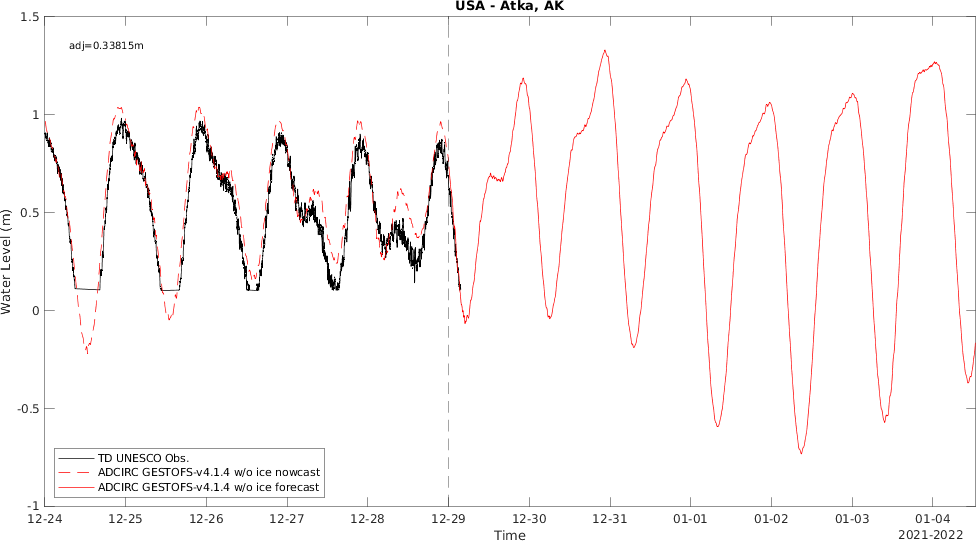 USA - Atka, AK
adj=0.33815m
Water Level (m)
1.5
1
0.5
0
-0.5
-1
TD UNESCO Obs.
ADCIRC GESTOFS-v4.1.4 w/o ice nowcast
ADCIRC GESTOFS-v4.1.4 w/o ice forecast
12-24 12-25 12-26 12-27 12-28 12-29 12-30 12-31 01-01 01-02 01-03 01-04
Time
2021-2022